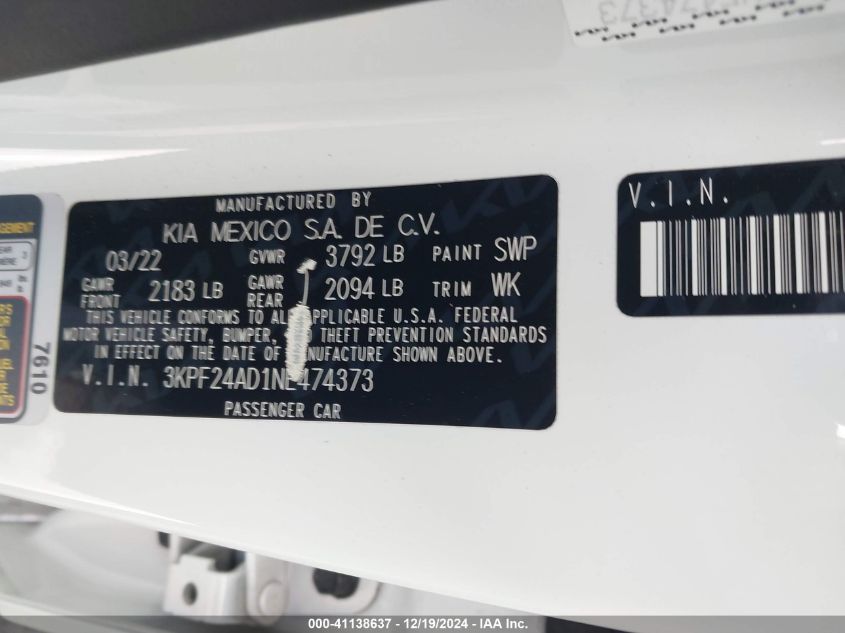 MANUFACTURED BY
KIA MEXICO S.A. DE C.V.
03/22 GVWR 3792 LB PAINT SWP
GAWR FRONT 2183 LB GAWR REAR 2094 LB TRIM WK
THIS VEHICLE CONFORMS TO ALL APPLICABLE U.S.A. FEDERAL
MOTOR VEHICLE SAFETY, BUMPER, THEFT PREVENTION STANDARDS
IN EFFECT ON THE DATE OF MANUFACTURE SHOWN ABOVE.
V.I.N. 3KPF24AD1NE474373
PASSENGER CAR
V.I.N.
7610
000-41138637 - 12/19/2024 - IAA Inc.